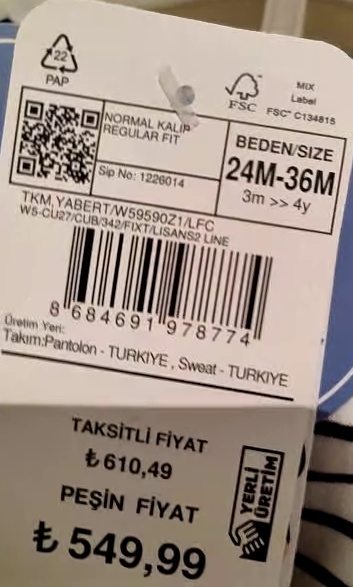 22
PAP
FSC
MIX
Label
FSC™ C134815
NORMAL KALIP
REGULAR FIT
Sip No: 1226014
BEDEN/SIZE
24M-36M
3m >> 4y
TKM,YABERT/W59590Z1/LFC
W5-CU27/CUB/342/FIXT/LISANS2 LINE
8 684691 978774
Üretim Yeri:
Takım:Pantolon - TURKIYE , Sweat - TURKIYE
TAKSİTLİ FİYAT
₺ 610,49
PEŞİN FİYAT
₺ 549,99
YERLİ
ÜRETİM